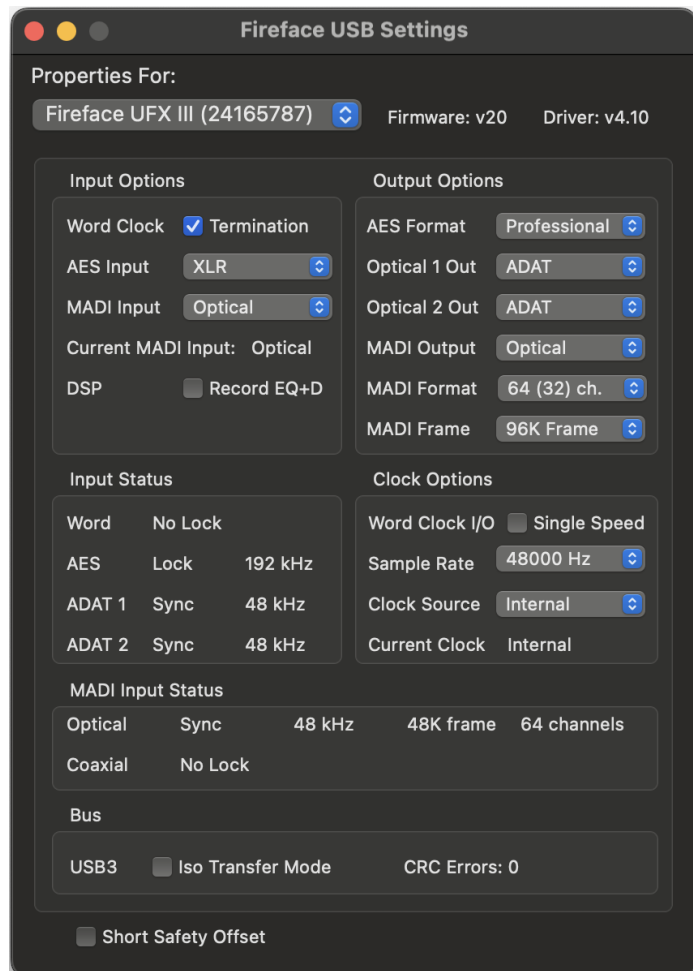 Fireface USB Settings
Properties For:
Fireface UFX III (24165787)
Firmware: v20
Driver: v4.10
Input Options
Word Clock Termination
AES Input XLR
MADI Input Optical
Current MADI Input: Optical
DSP Record EQ+D
Output Options
AES Format Professional
Optical 1 Out ADAT
Optical 2 Out ADAT
MADI Output Optical
MADI Format 64 (32) ch.
MADI Frame 96K Frame
Input Status
Word No Lock
AES Lock 192 kHz
ADAT 1 Sync 48 kHz
ADAT 2 Sync 48 kHz
Clock Options
Word Clock I/O Single Speed
Sample Rate 48000 Hz
Clock Source Internal
Current Clock Internal
MADI Input Status
Optical Sync 48 kHz 48K frame 64 channels
Coaxial No Lock
Bus
USB3 Iso Transfer Mode CRC Errors: 0
Short Safety Offset